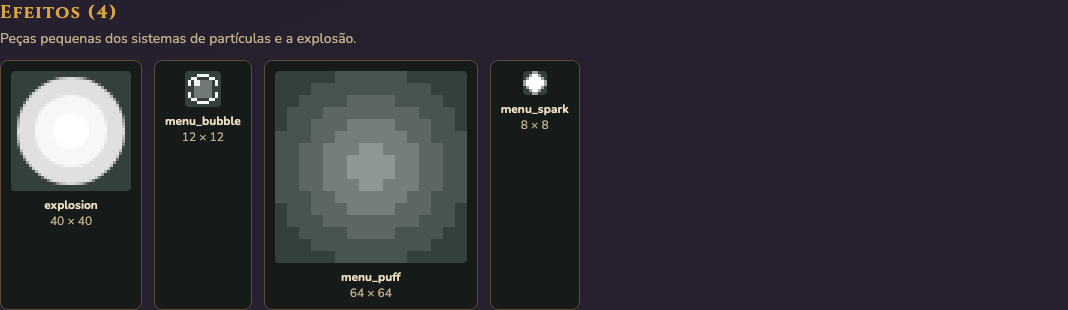 Efeitos (4)
Peças pequenas dos sistemas de partículas e a explosão.
explosion
40 × 40
menu_bubble
12 × 12
menu_puff
64 × 64
menu_spark
8 × 8